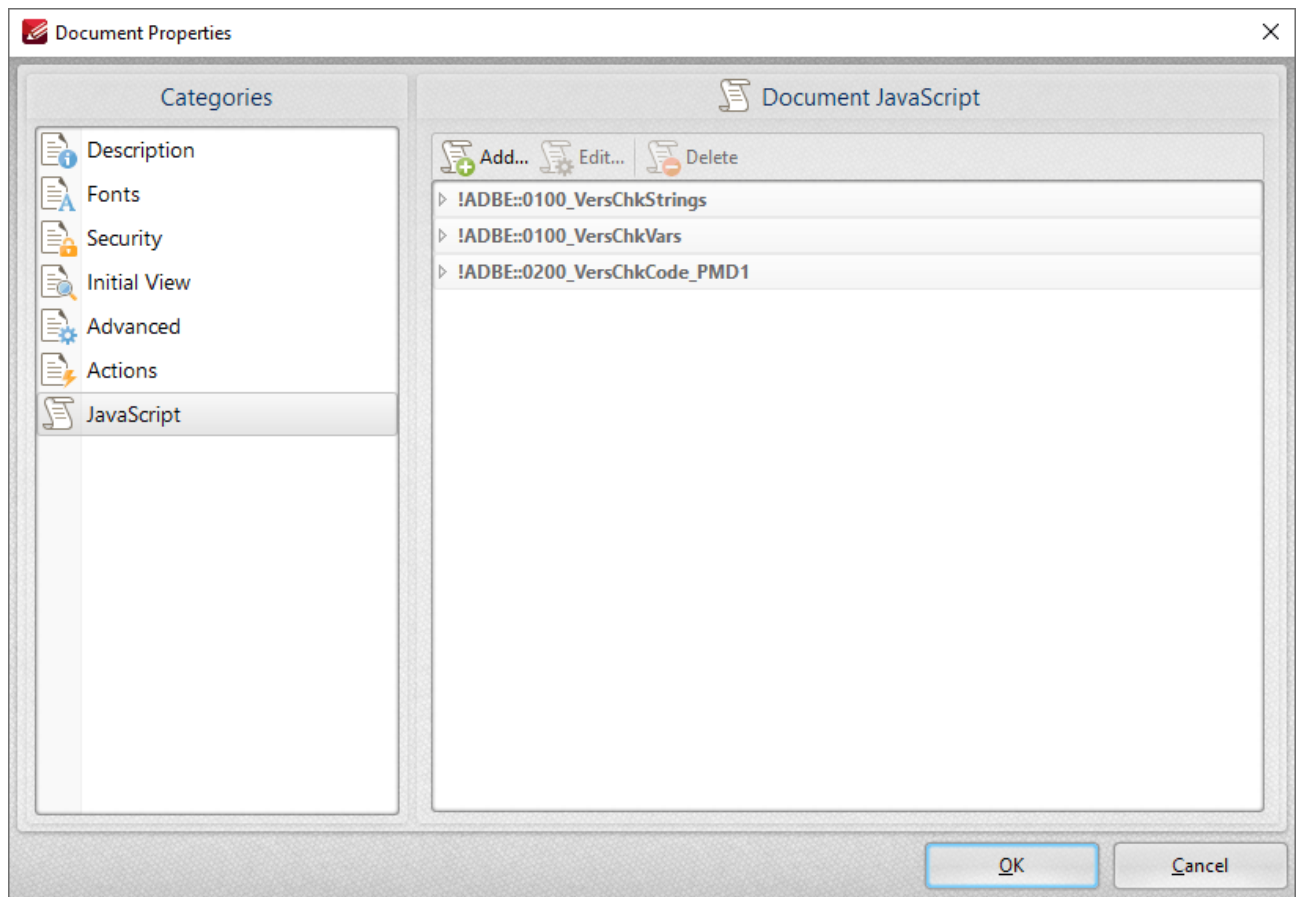 Document Properties
Categories
Description
Fonts
Security
Initial View
Advanced
Actions
JavaScript
Document JavaScript
Add... Edit... Delete
!ADBE::0100_VersChkStrings
!ADBE::0100_VersChkVars
!ADBE::0200_VersChkCode_PMD1
OK Cancel